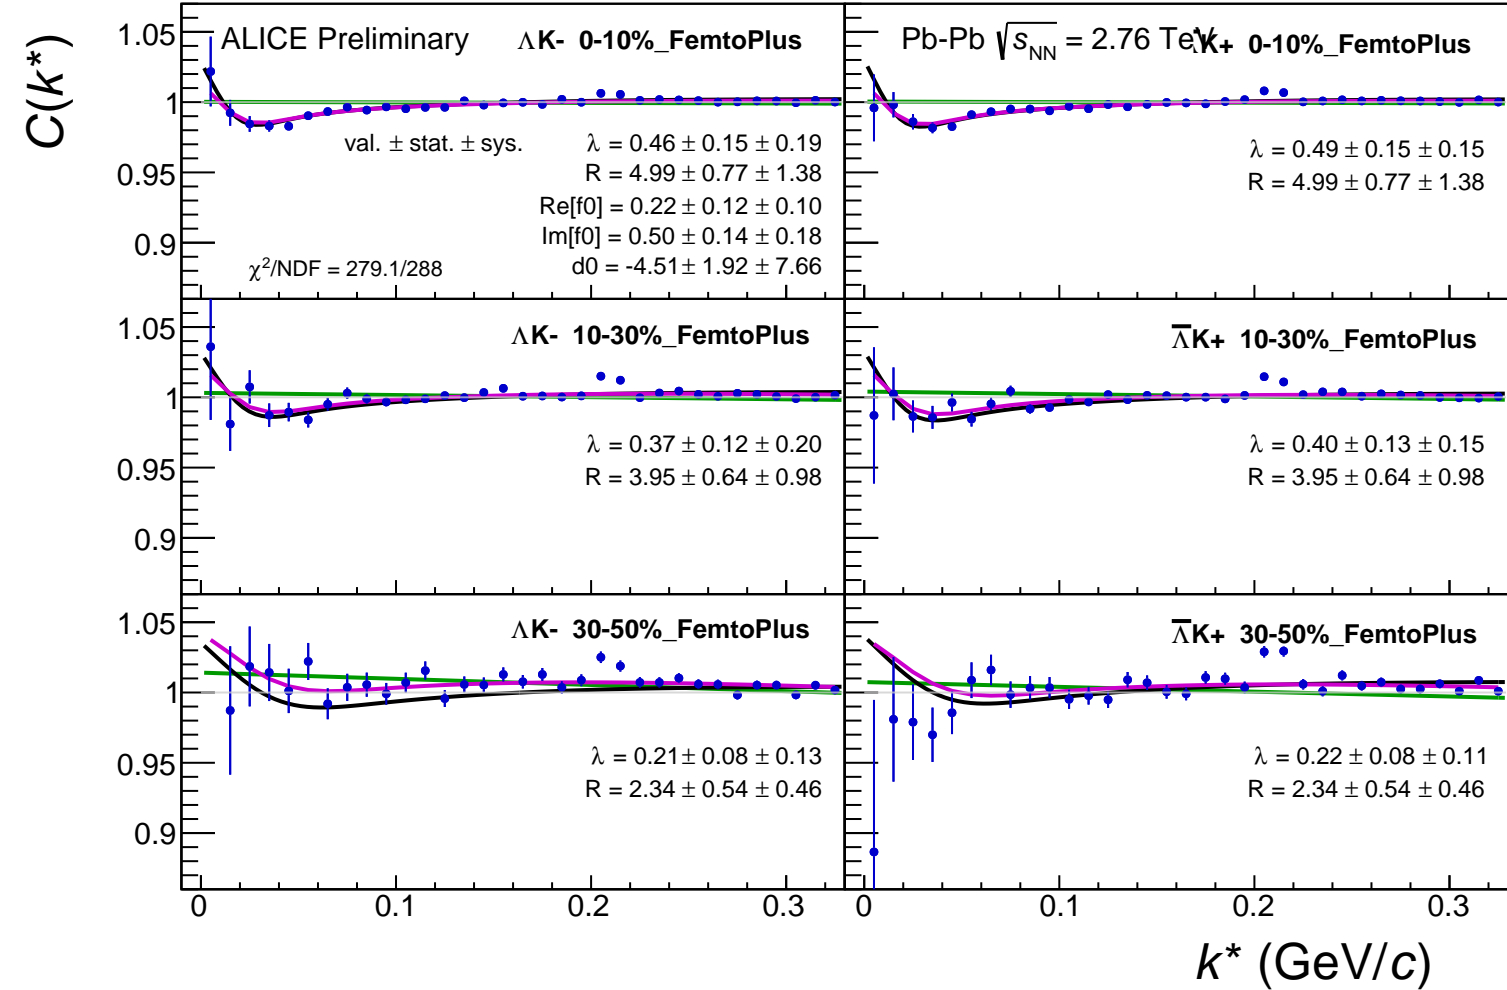 C(k*)
ALICE Preliminary
ΛK- 0-10%_FemtoPlus
1.05
1
0.95
0.9
val. ± stat. ± sys.
λ = 0.46 ± 0.15 ± 0.19
R = 4.99 ± 0.77 ± 1.38
Re[f0] = 0.22 ± 0.12 ± 0.10
Im[f0] = 0.50 ± 0.14 ± 0.18
d0 = -4.51 ± 1.92 ± 7.66
χ²/NDF = 279.1/288
Pb-Pb √sNN = 2.76 TeV
K+ 0-10%_FemtoPlus
λ = 0.49 ± 0.15 ± 0.15
R = 4.99 ± 0.77 ± 1.38
ΛK- 10-30%_FemtoPlus
1.05
1
0.95
0.9
λ = 0.37 ± 0.12 ± 0.20
R = 3.95 ± 0.64 ± 0.98
Λ̅K+ 10-30%_FemtoPlus
λ = 0.40 ± 0.13 ± 0.15
R = 3.95 ± 0.64 ± 0.98
ΛK- 30-50%_FemtoPlus
1.05
1
0.95
0.9
λ = 0.21 ± 0.08 ± 0.13
R = 2.34 ± 0.54 ± 0.46
Λ̅K+ 30-50%_FemtoPlus
λ = 0.22 ± 0.08 ± 0.11
R = 2.34 ± 0.54 ± 0.46
0 0.1 0.2 0.3
0 0.1 0.2 0.3
k* (GeV/c)